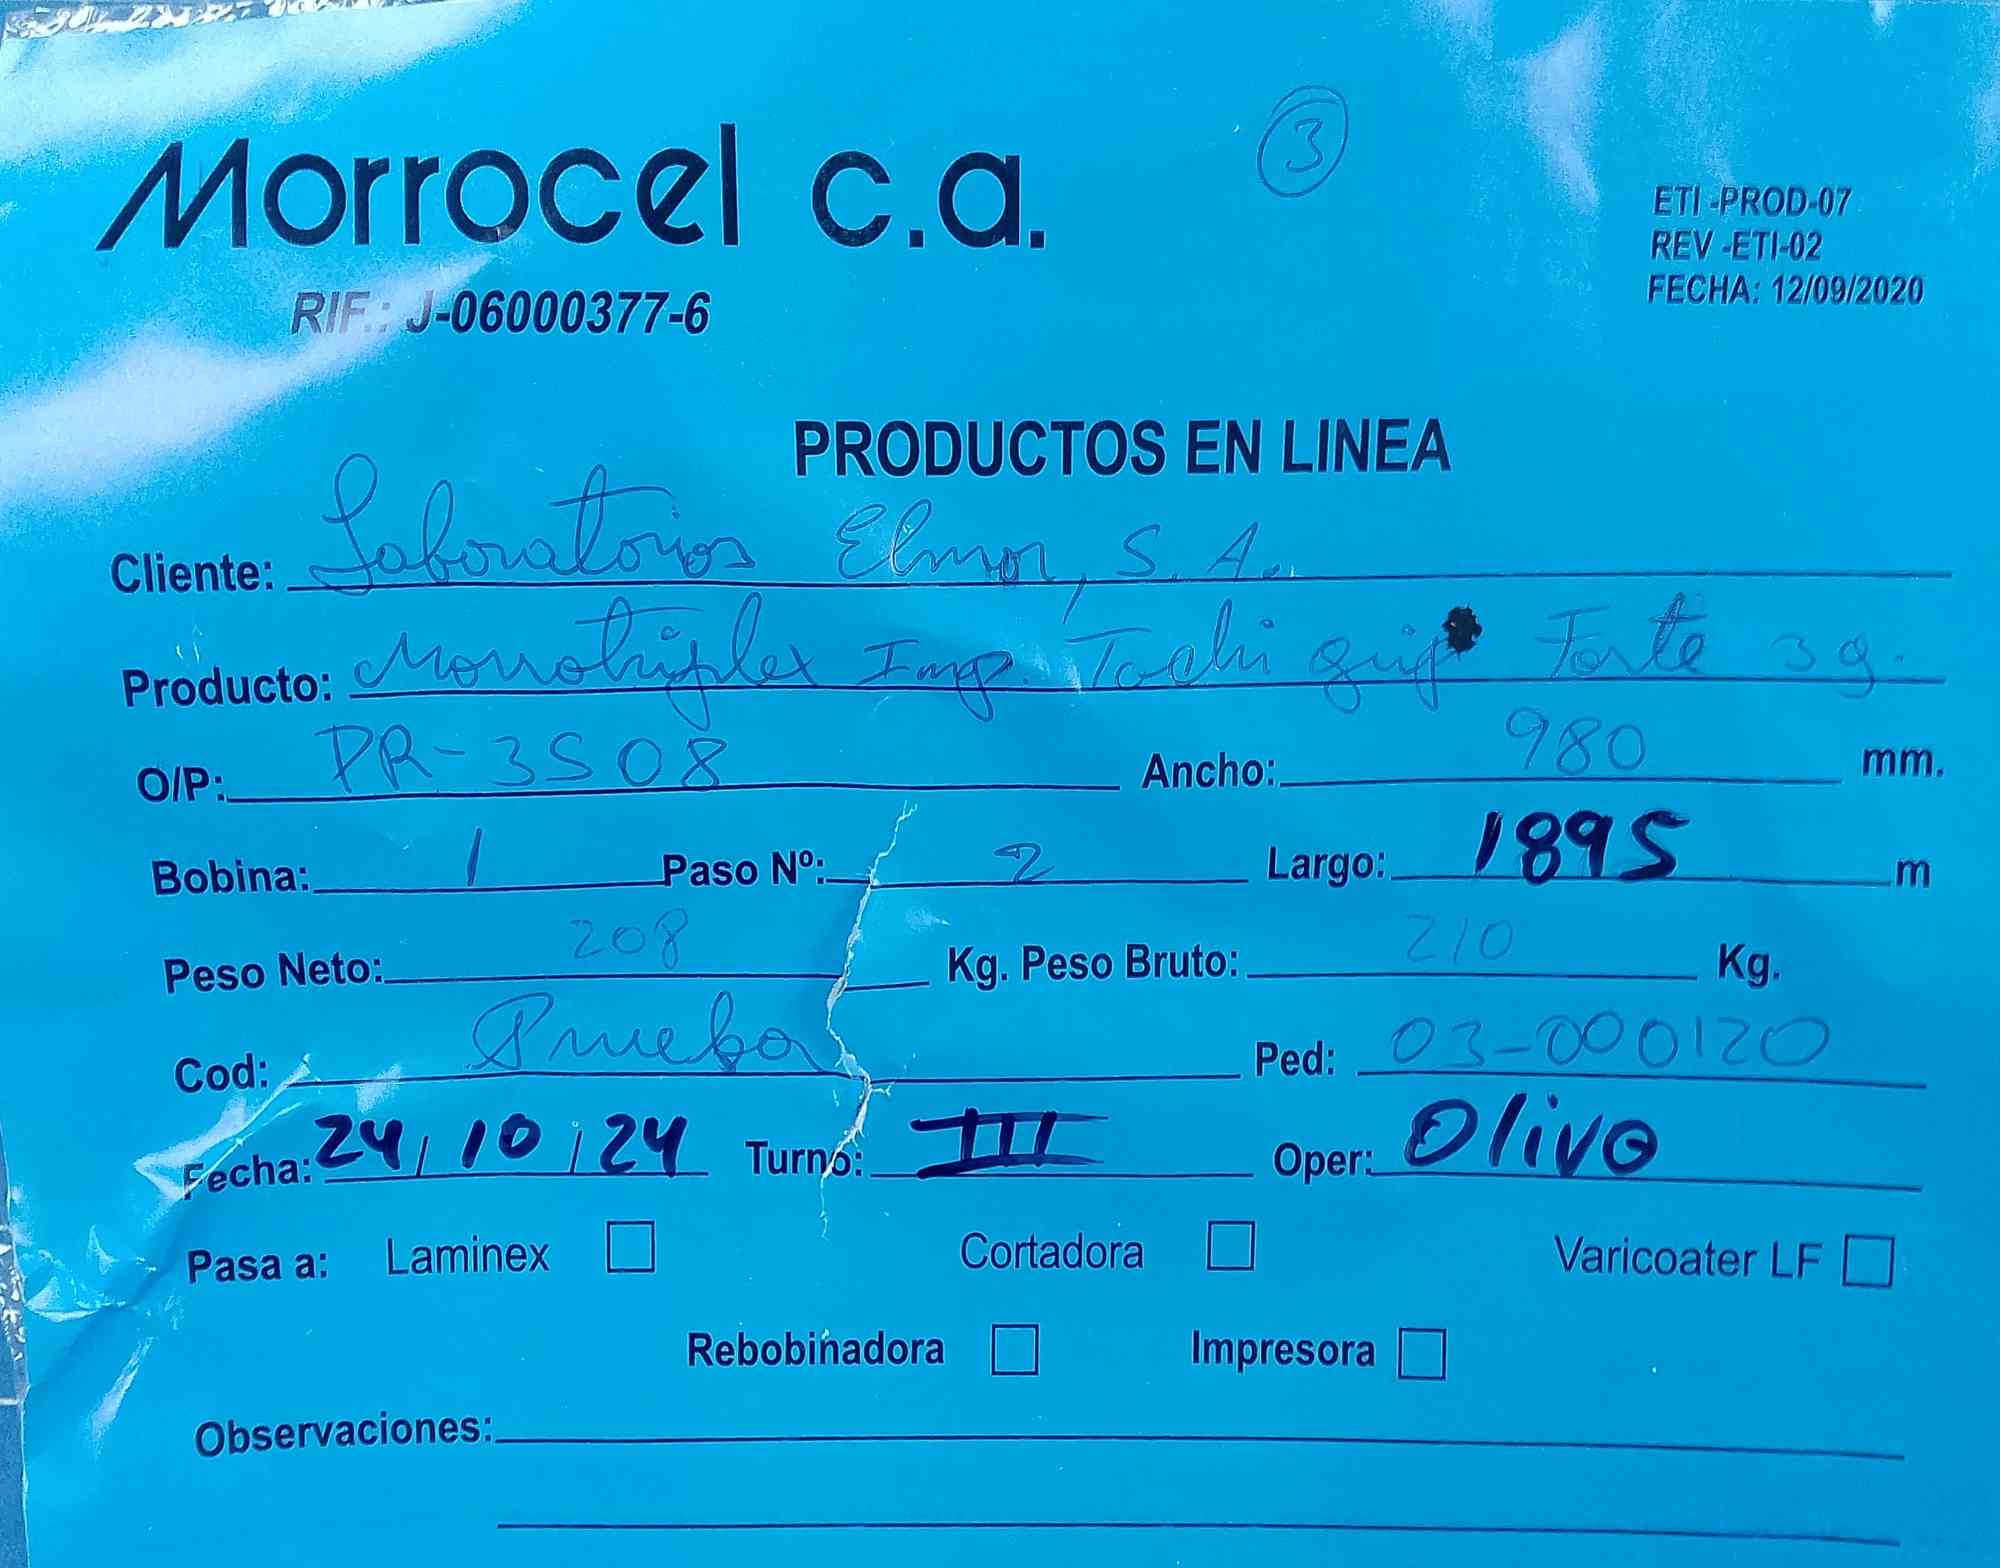 3
Morrocel c.a.
ETI -PROD-07
REV -ETI-02
RIF.: J-06000377-6
FECHA: 12/09/2020
PRODUCTOS EN LINEA
Cliente: Laboratorios Elmor, S.A.
Producto: Monotriplex Imp. Tachi Forte 3g.
O/P: PR-3508 Ancho: 980 mm.
Bobina: 1 Paso Nº: 2 Largo: 1895 m
Peso Neto: 208 Kg. Peso Bruto: 210 Kg.
Cod: Prueba Ped: 03-000120
Fecha: 24/10/24 Turno: III Oper: Olivo
Pasa a: Laminex Cortadora Varicoater LF
Rebobinadora Impresora
Observaciones: